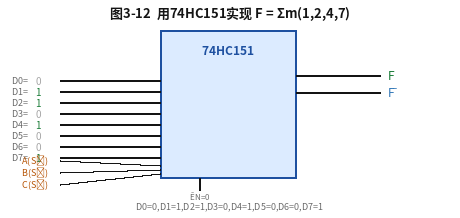 图3-12 用74HC151实现 F = Σm(1,2,4,7)
74HC151
D0= 0
D1= 1
D2= 1
D3= 0
D4= 1
D5= 0
D6= 0
D7=
A(S
B(S
C(S
F
F̅
EN=0
D0=0,D1=1,D2=1,D3=0,D4=1,D5=0,D6=0,D7=1